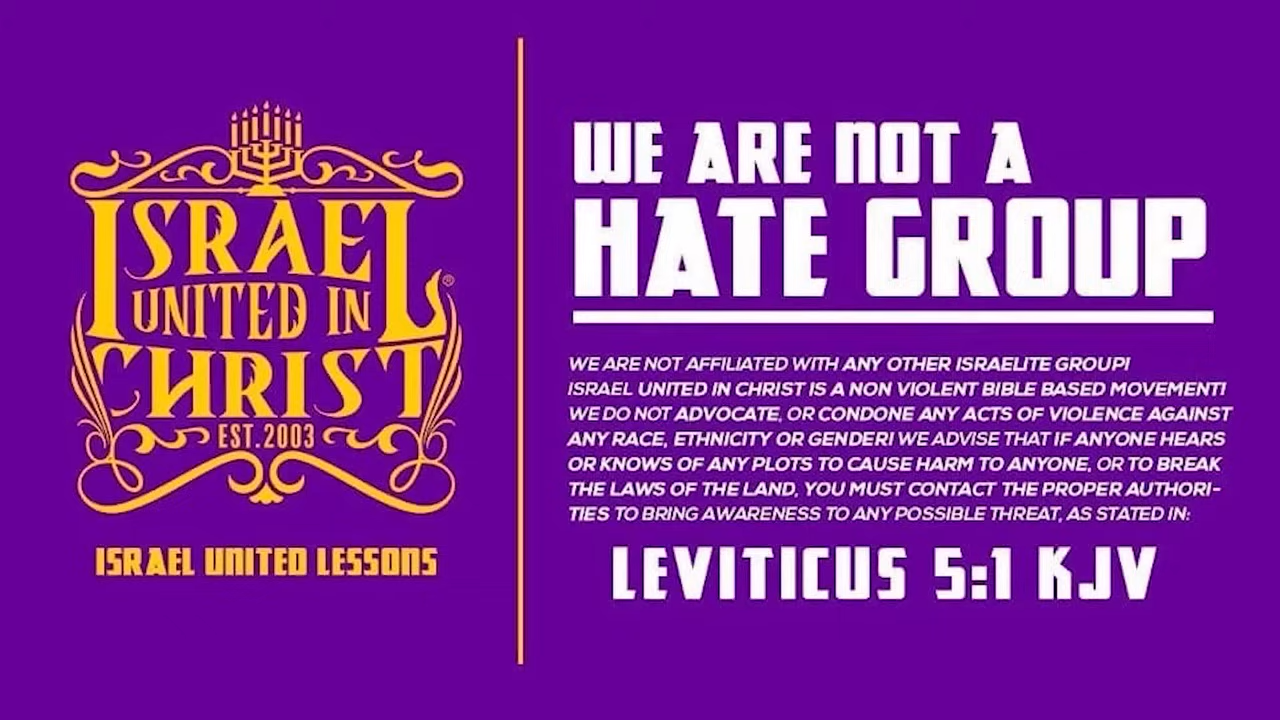 ISRAEL
UNITED IN
CHRIST
EST. 2003
®
ISRAEL UNITED LESSONS
WE ARE NOT A
HATE GROUP
WE ARE NOT AFFILIATED WITH ANY OTHER ISRAELITE GROUP!
ISRAEL UNITED IN CHRIST IS A NON VIOLENT BIBLE BASED MOVEMENT!
WE DO NOT ADVOCATE, OR CONDONE ANY ACTS OF VIOLENCE AGAINST
ANY RACE, ETHNICITY OR GENDER! WE ADVISE THAT IF ANYONE HEARS
OR KNOWS OF ANY PLOTS TO CAUSE HARM TO ANYONE, OR TO BREAK
THE LAWS OF THE LAND, YOU MUST CONTACT THE PROPER AUTHORI-
TIES TO BRING AWARENESS TO ANY POSSIBLE THREAT, AS STATED IN:
LEVITICUS 5:1 KJV